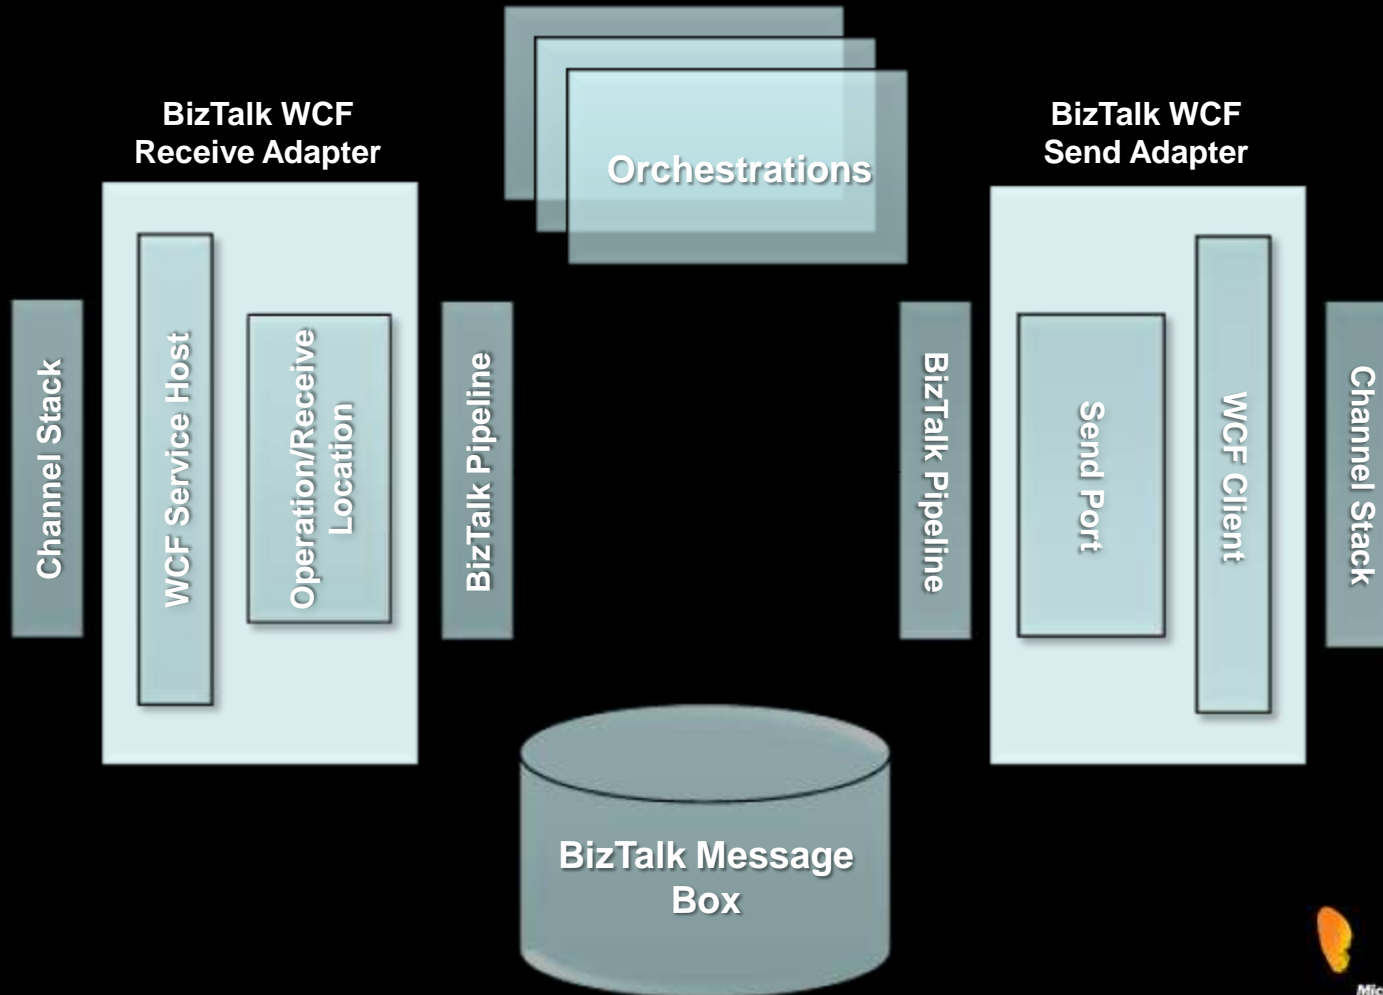 BizTalk WCF
Receive Adapter
Orchestrations
BizTalk WCF
Send Adapter
Channel Stack
WCF Service Host
Operation/Receive
Location
BizTalk Pipeline
BizTalk Pipeline
Send Port
WCF Client
Channel Stack
BizTalk Message
Box
Mic